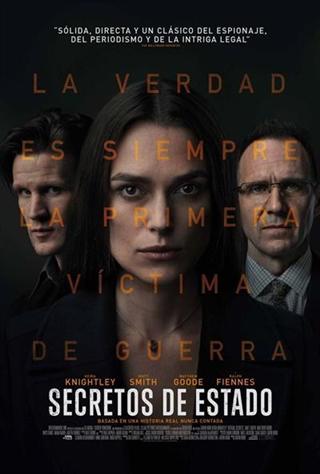 "SÓLIDA, DIRECTA Y UN CLÁSICO DEL ESPIONAJE,
DEL PERIODISMO Y DE LA INTRIGA LEGAL"
LA VERDAD
ES SIEMPRE
LA PRIMERA
VÍCTIMA
DE GUERRA
KEIRA MATT MATTHEW RALPH
KNIGHTLEY SMITH GOODE FIENNES
SECRETOS DE ESTADO
BASADA EN UNA HISTORIA REAL NUNCA CONTADA